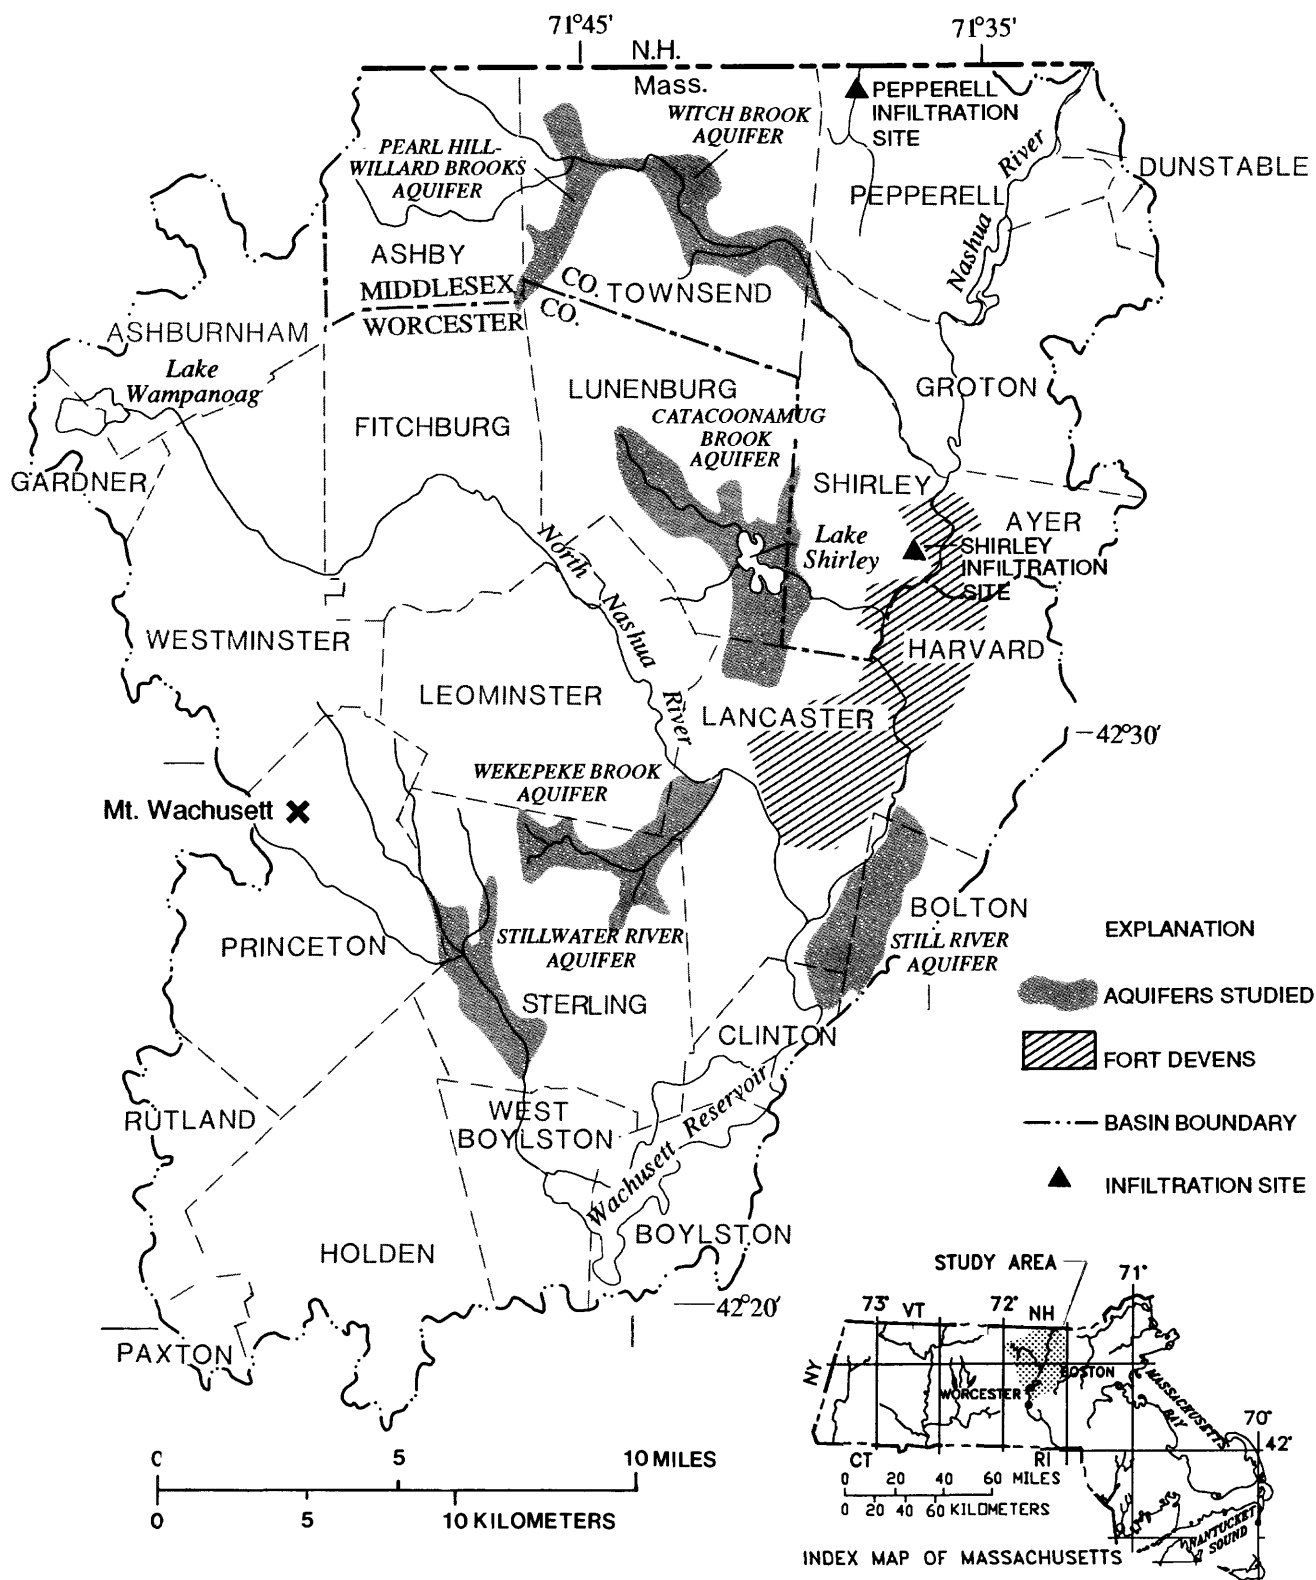 71°45'
71°35'
N.H.
Mass.
PEPPERELL
INFILTRATION
SITE
WITCH BROOK
AQUIFER
PEARL HILL-
WILLARD BROOKS
AQUIFER
Nashua River
DUNSTABLE
PEPPERELL
ASHBY
MIDDLESEX CO.
WORCESTER CO.
TOWNSEND
ASHBURNHAM
Lake
Wampanoag
LUNENBURG
GROTON
FITCHBURG
CATACOONAMUG
BROOK
AQUIFER
GARDNER
SHIRLEY
AYER
Lake
Shirley
SHIRLEY
INFILTRATION
SITE
North Nashua River
WESTMINSTER
HARVARD
LEOMINSTER
LANCASTER
42°30'
WEKEPEKE BROOK
AQUIFER
Mt. Wachusett
BOLTON
PRINCETON
STILLWATER RIVER
AQUIFER
STILL RIVER
AQUIFER
STERLING
CLINTON
EXPLANATION
AQUIFERS STUDIED
FORT DEVENS
BASIN BOUNDARY
INFILTRATION SITE
RUTLAND
WEST
BOYLSTON
Wachusett Reservoir
BOYLSTON
HOLDEN
42°20'
PAXTON
0 5 10 MILES
0 5 10 KILOMETERS
STUDY AREA
71°
73° VT 72° NH
NY
BOSTON
WORCESTER
MASSACHUSETTS
BAY
70°
42°
CT RI
0 20 40 60 MILES
0 20 40 60 KILOMETERS
NANTUCKET
SOUND
INDEX MAP OF MASSACHUSETTS